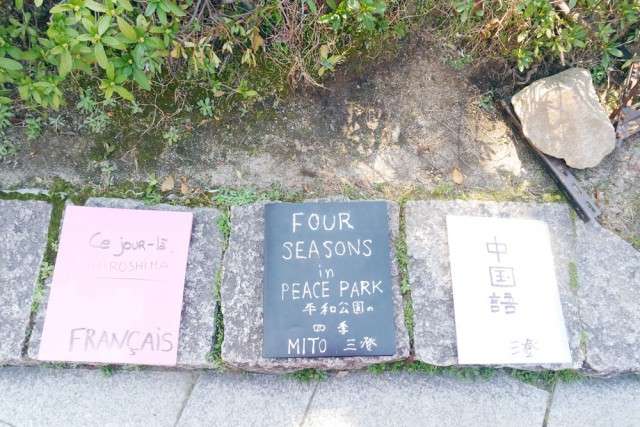 Ce jour-là
HIROSHIMA
FRANÇAIS
FOUR
SEASONS
in
PEACE PARK
平和公園の
四季
MITO 三登
中国語
三登